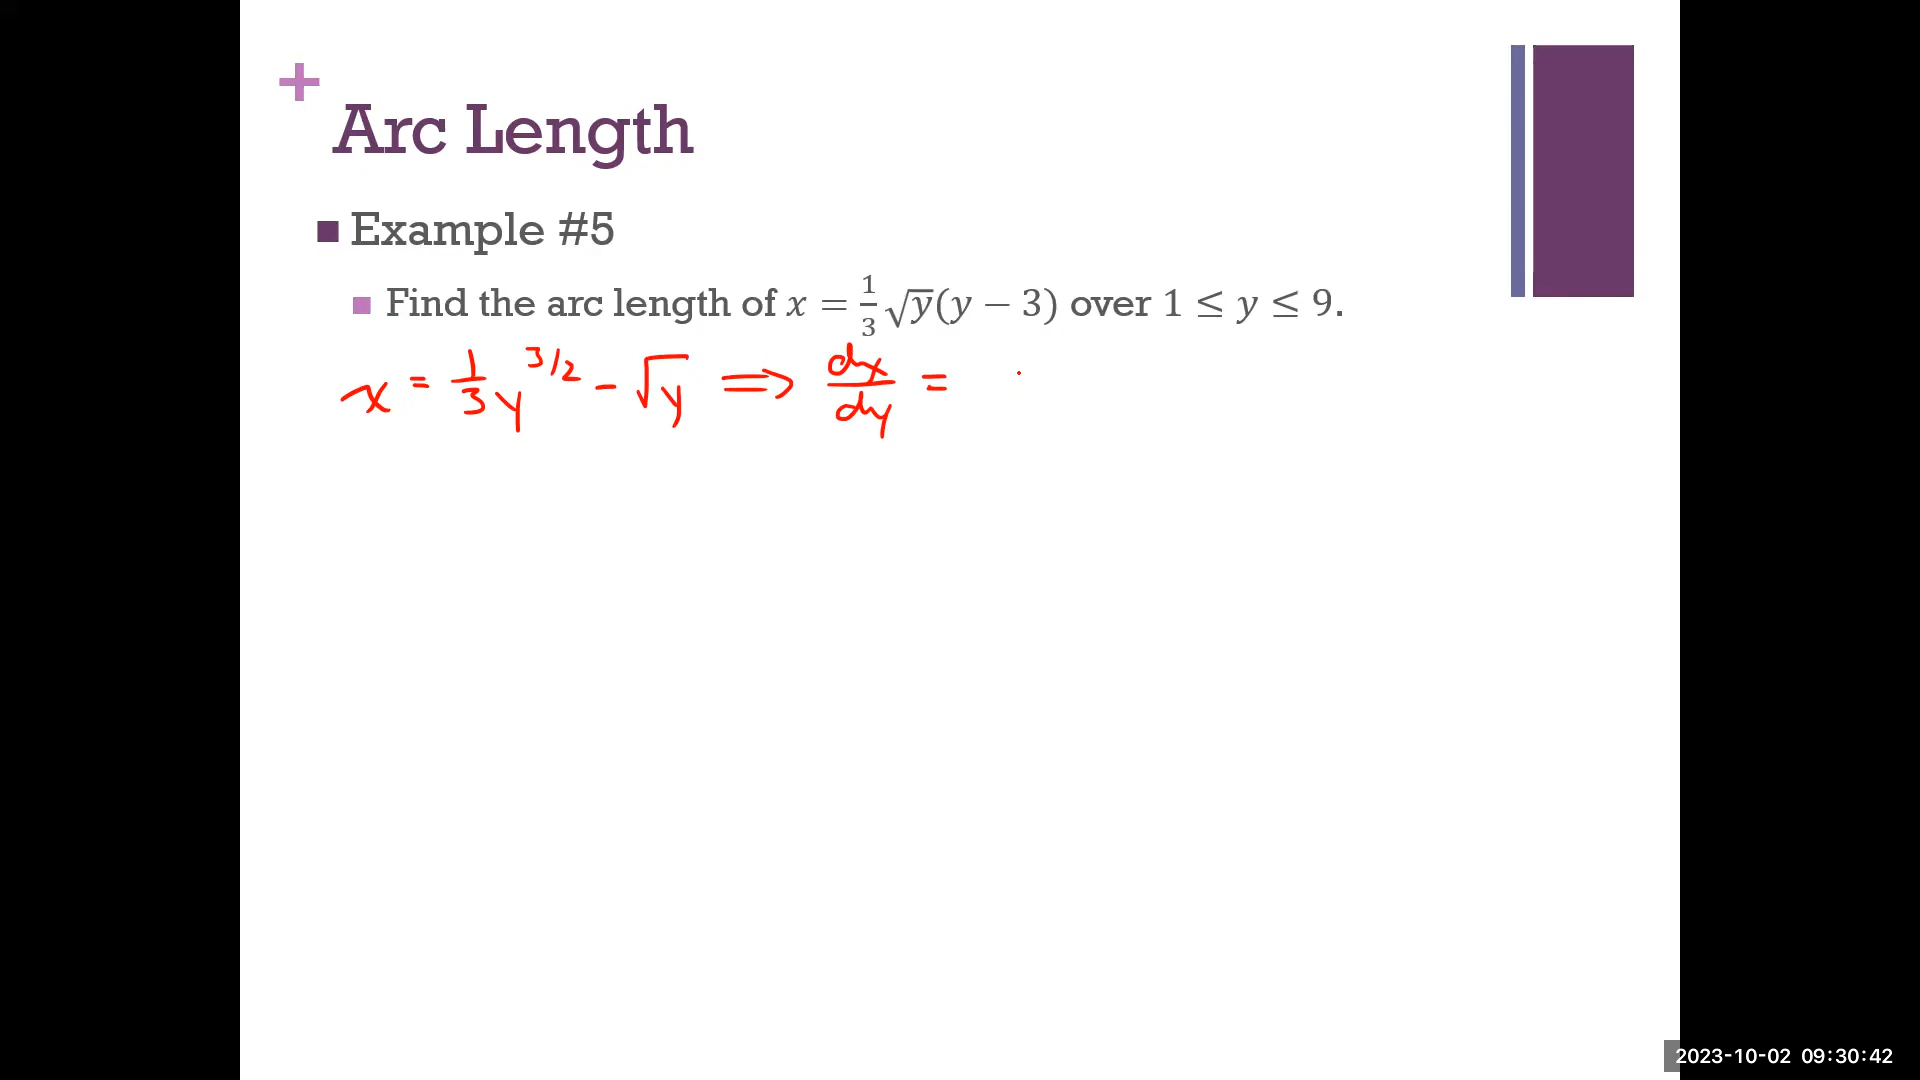 +
Arc Length
Example #5
Find the arc length of x = 1/3 √y(y − 3) over 1 ≤ y ≤ 9.
x = 1/3 y^3/2 − √y ⟹ dx/dy =
2023-10-02 09:30:42